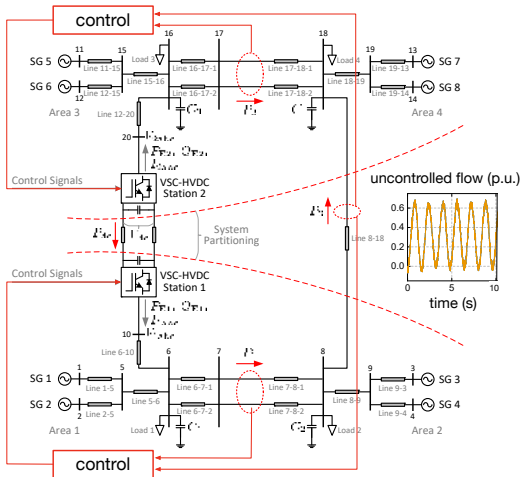 control
11
15
16
17
18
19
13
SG 5
Line 11-15
Load 3
Line 16-17-1
Line 17-18-1
Load 4
Line 19-13
SG 7
SG 6
Line 15-16
Line 18-19
SG 8
12
Line 12-15
Line 16-17-2
Line 17-18-2
Line 19-14
14
Area 3
Area 4
Line 12-20
20
Control Signals
VSC-HVDC
Station 2
uncontrolled flow (p.u.)
0.6
0.4
0.2
0.0
0
5
10
time (s)
System
Partitioning
Line 8-18
Control Signals
VSC-HVDC
Station 1
10
Line 6-10
1
5
6
7
8
9
3
SG 1
Line 1-5
Line 6-7-1
Line 7-8-1
Line 9-3
SG 3
Line 5-6
Line 8-9
SG 2
Line 2-5
Line 6-7-2
Line 7-8-2
Line 9-4
SG 4
2
4
Area 1
Load 1
Load 2
Area 2
control